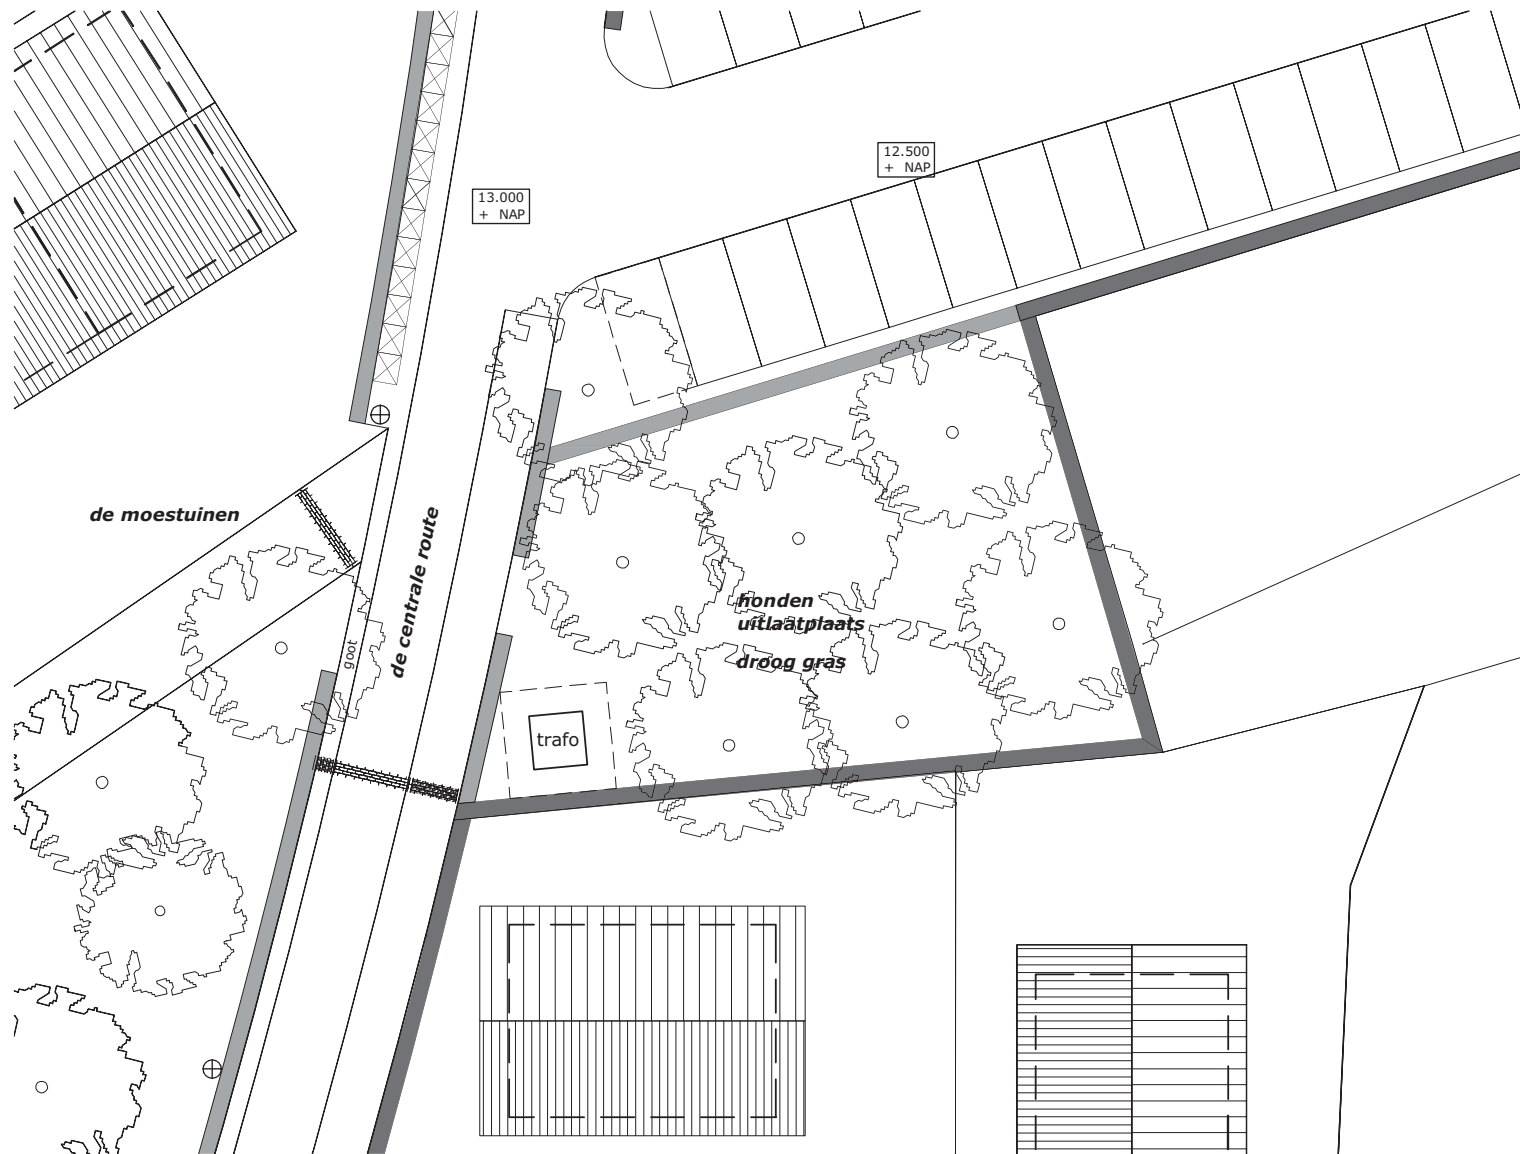 12.500
+ NAP
13.000
+ NAP
de moestuinen
de centrale route
goot
honden
uitlaatplaats
droog gras
trafo